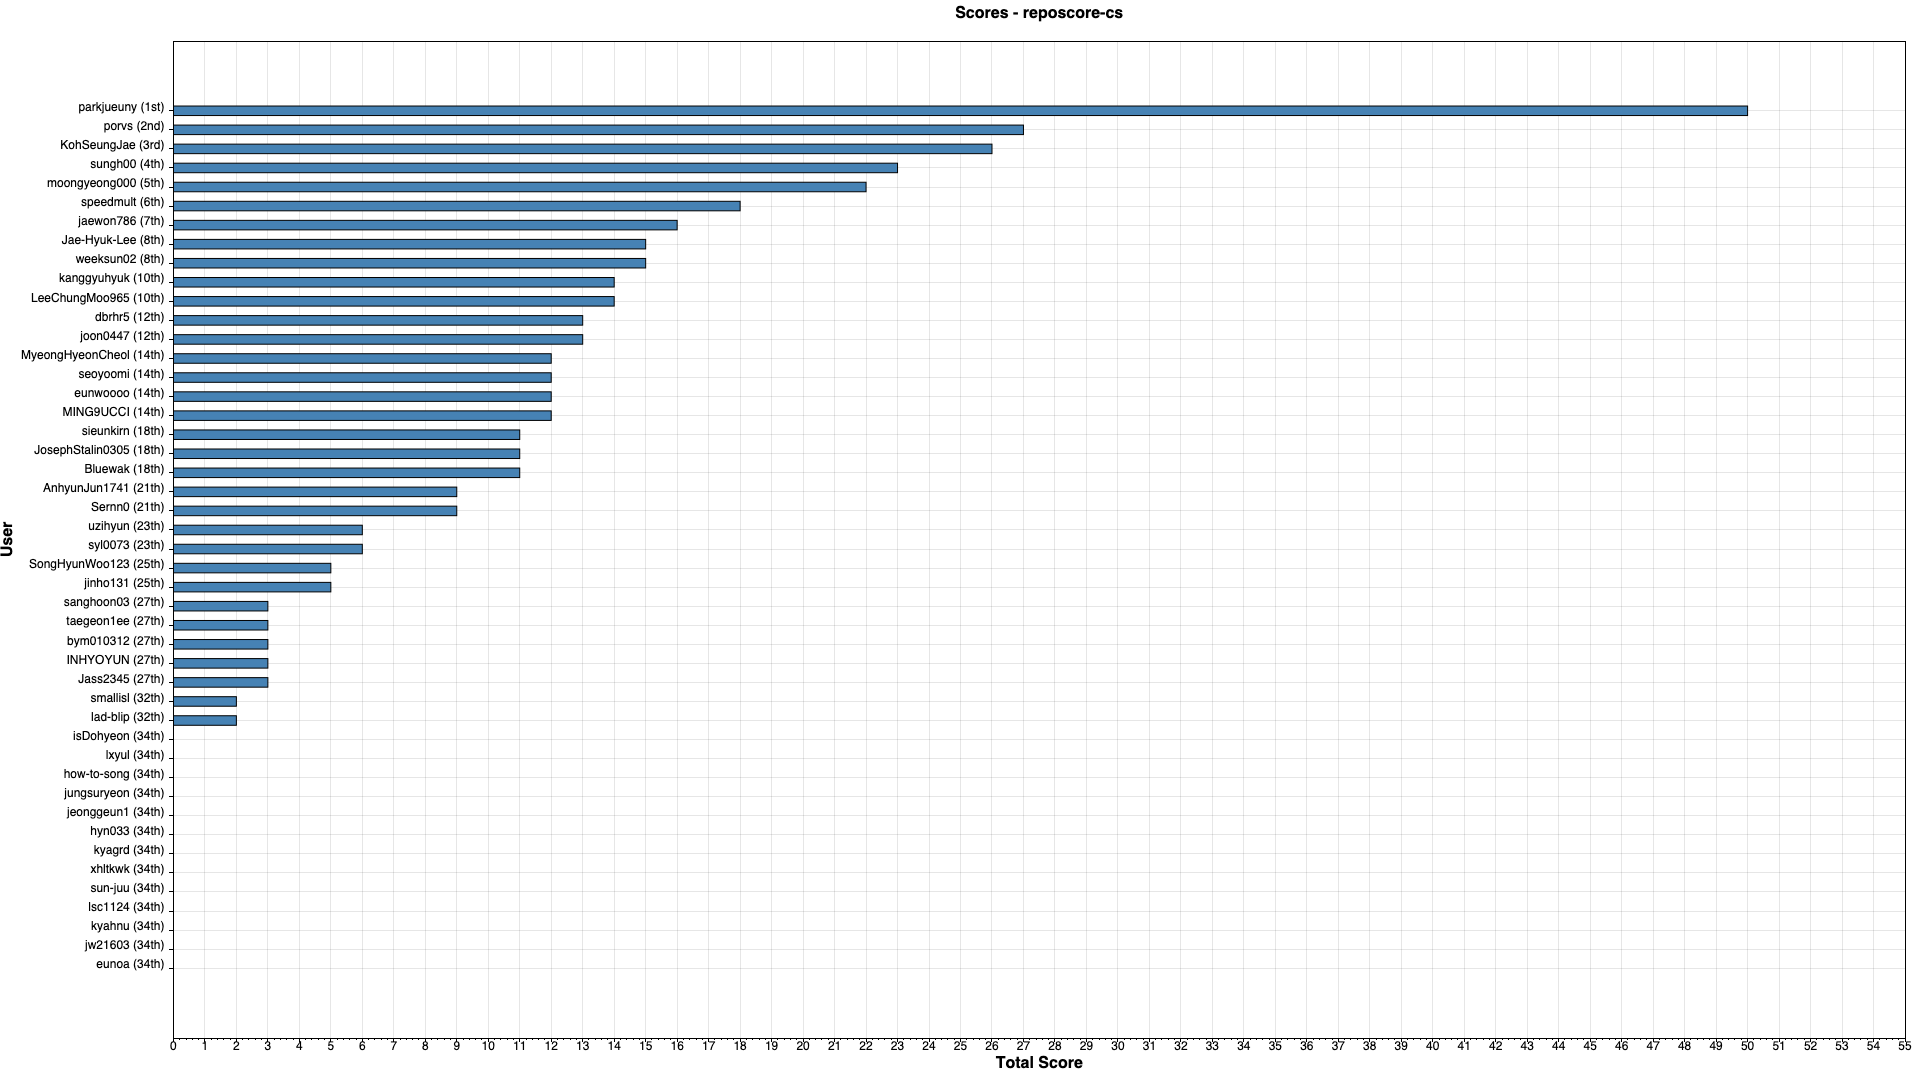 Scores - reposcore-cs
parkjueuny (1st)
porvs (2nd)
KohSeungJae (3rd)
sungh00 (4th)
moongyeong000 (5th)
speedmult (6th)
jaewon786 (7th)
Jae-Hyuk-Lee (8th)
weeksun02 (8th)
kanggyuhyuk (10th)
LeeChungMoo965 (10th)
dbrhr5 (12th)
joon0447 (12th)
MyeongHyeonCheol (14th)
seoyoomi (14th)
eunwoooo (14th)
MING9UCCI (14th)
sieunkirn (18th)
JosephStalin0305 (18th)
Bluewak (18th)
AnhyunJun1741 (21th)
Sernn0 (21th)
uzihyun (23th)
syl0073 (23th)
SongHyunWoo123 (25th)
jinho131 (25th)
sanghoon03 (27th)
taegeon1ee (27th)
bym010312 (27th)
INHYOYUN (27th)
Jass2345 (27th)
smallisl (32th)
lad-blip (32th)
isDohyeon (34th)
lxyul (34th)
how-to-song (34th)
jungsuryeon (34th)
jeonggeun1 (34th)
hyn033 (34th)
kyagrd (34th)
xhltkwk (34th)
sun-juu (34th)
lsc1124 (34th)
kyahnu (34th)
jw21603 (34th)
eunoa (34th)
User
0 1 2 3 4 5 6 7 8 9 10 11 12 13 14 15 16 17 18 19 20 21 22 23 24 25 26 27 28 29 30 31 32 33 34 35 36 37 38 39 40 41 42 43 44 45 46 47 48 49 50 51 52 53 54 55
Total Score